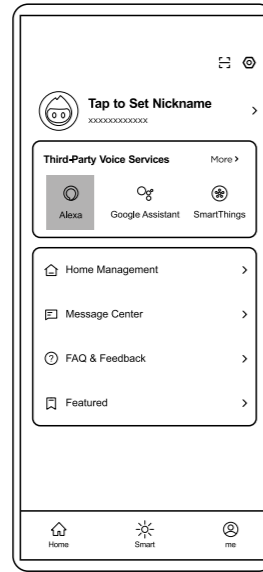 Tap to Set Nickname
xxxxxxxxxxxx
Third-Party Voice Services More >
Alexa Google Assistant SmartThings
Home Management
Message Center
FAQ & Feedback
Featured
Home Smart me